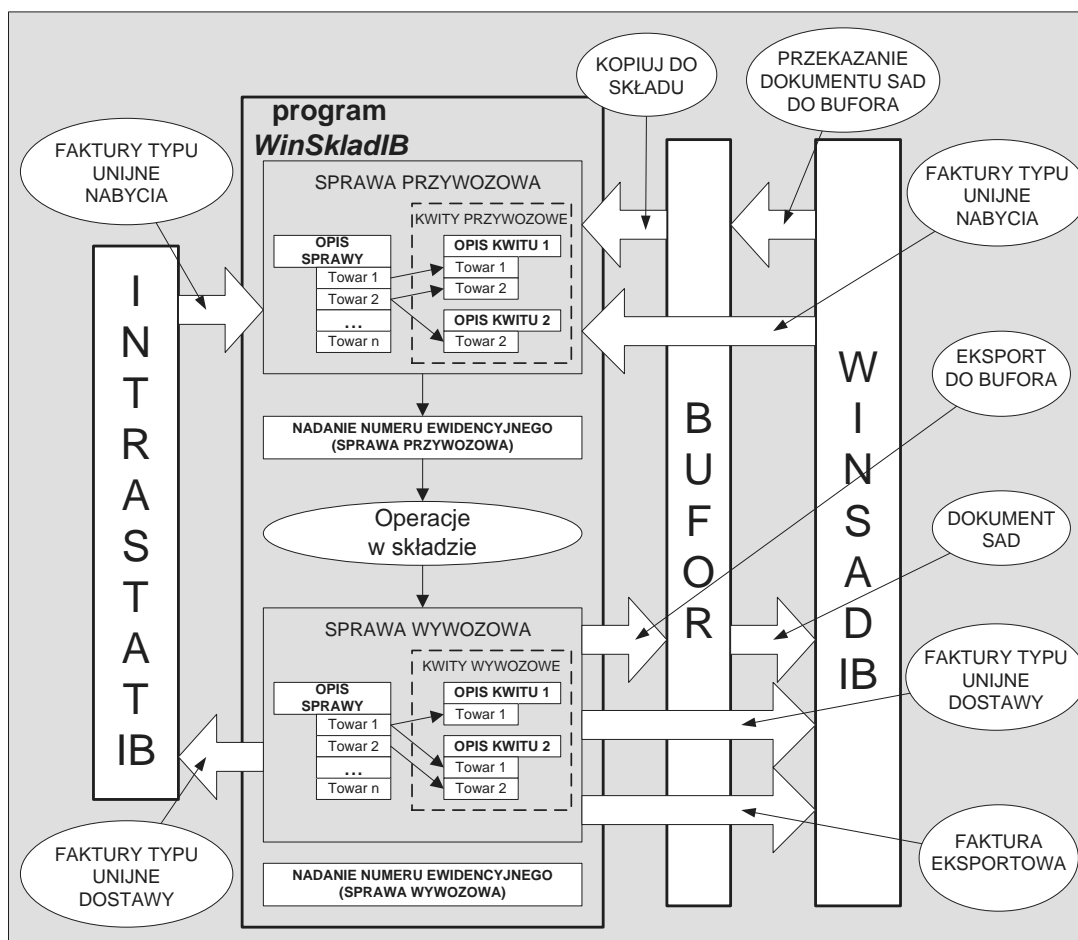 KOPIUJ DO
SKŁADU
PRZEKAZANIE
DOKUMENTU SAD
DO BUFORA
program
WinSkladIB
FAKTURY TYPU
UNIJNE
NABYCIA
FAKTURY TYPU
UNIJNE
NABYCIA
SPRAWA PRZYWOZOWA
KWITY PRZYWOZOWE
OPIS
SPRAWY
Towar 1
Towar 2
...
Towar n
OPIS KWITU 1
Towar 1
Towar 2
OPIS KWITU 2
Towar 2
INTRASTAT
IB
BUFOR
WINSAD
IB
EKSPORT
DO BUFORA
NADANIE NUMERU EWIDENCYJNEGO
(SPRAWA PRZYWOZOWA)
Operacje
w składzie
DOKUMENT
SAD
SPRAWA WYWOZOWA
KWITY WYWOZOWE
OPIS
SPRAWY
Towar 1
Towar 2
...
Towar n
OPIS KWITU 1
Towar 1
OPIS KWITU 2
Towar 1
Towar 2
FAKTURY TYPU
UNIJNE
DOSTAWY
FAKTURY TYPU
UNIJNE
DOSTAWY
FAKTURA
EKSPORTOWA
NADANIE NUMERU EWIDENCYJNEGO
(SPRAWA WYWOZOWA)